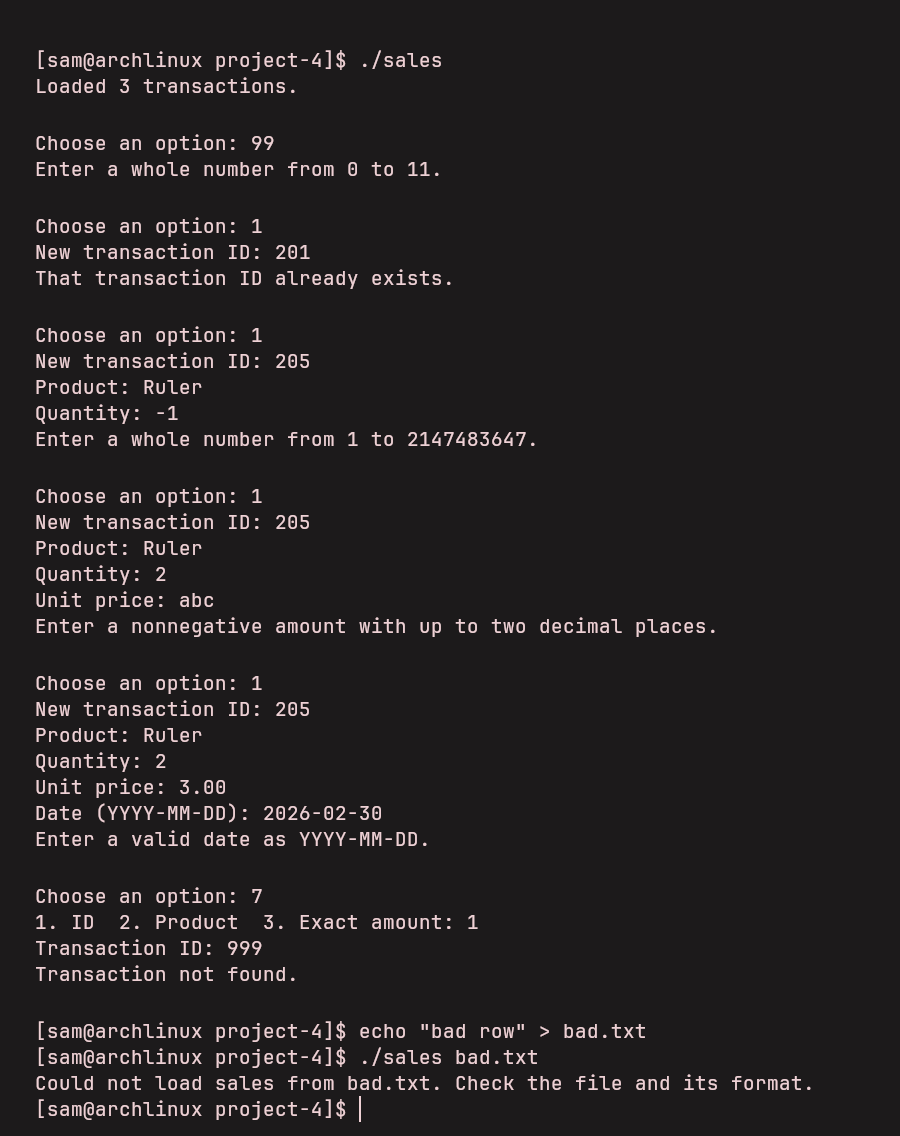 [sam@archlinux project-4]$ ./sales
Loaded 3 transactions.
Choose an option: 99
Enter a whole number from 0 to 11.
Choose an option: 1
New transaction ID: 201
That transaction ID already exists.
Choose an option: 1
New transaction ID: 205
Product: Ruler
Quantity: -1
Enter a whole number from 1 to 2147483647.
Choose an option: 1
New transaction ID: 205
Product: Ruler
Quantity: 2
Unit price: abc
Enter a nonnegative amount with up to two decimal places.
Choose an option: 1
New transaction ID: 205
Product: Ruler
Quantity: 2
Unit price: 3.00
Date (YYYY-MM-DD): 2026-02-30
Enter a valid date as YYYY-MM-DD.
Choose an option: 7
1. ID  2. Product  3. Exact amount: 1
Transaction ID: 999
Transaction not found.
[sam@archlinux project-4]$ echo "bad row" > bad.txt
[sam@archlinux project-4]$ ./sales bad.txt
Could not load sales from bad.txt. Check the file and its format.
[sam@archlinux project-4]$